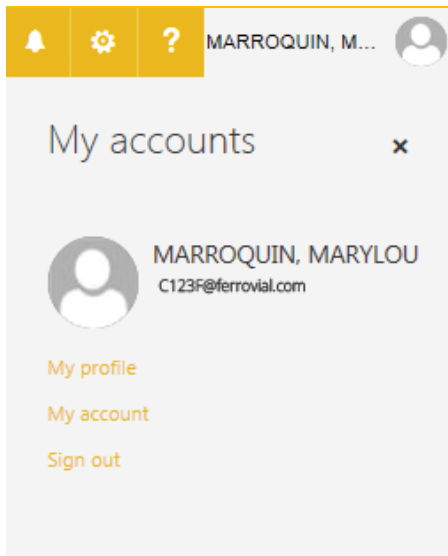 ? MARROQUIN, M...
My accounts ×
MARROQUIN, MARYLOU
C123F@ferrovial.com
My profile
My account
Sign out